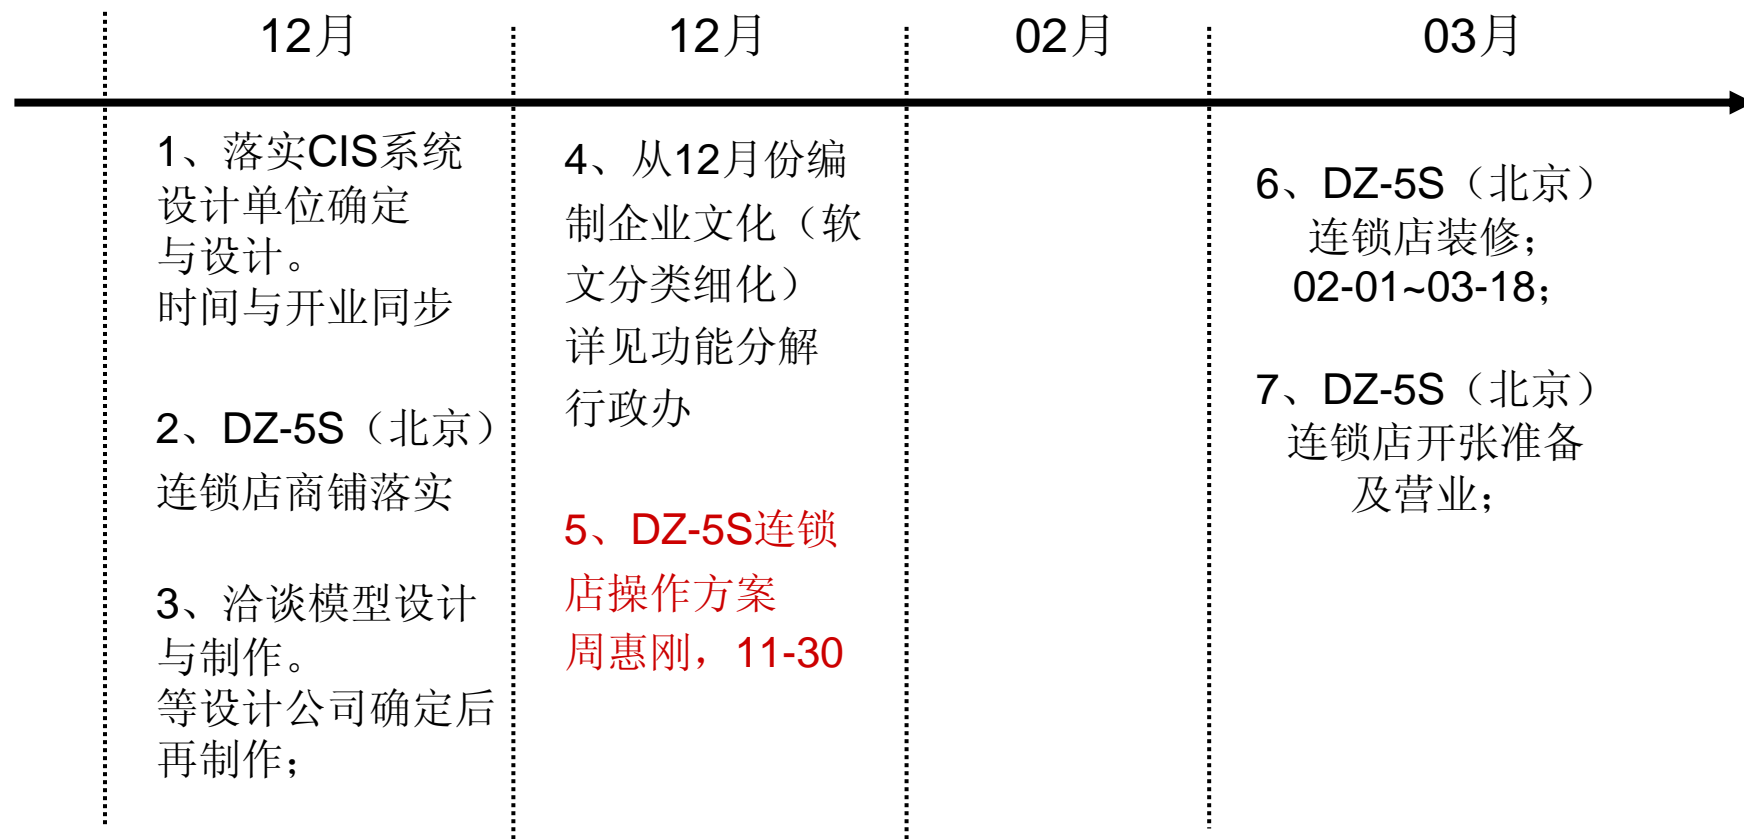 12月
12月
02月
03月
1、落实CIS系统
设计单位确定
与设计。
时间与开业同步
2、DZ-5S（北京）
连锁店商铺落实
3、洽谈模型设计
与制作。
等设计公司确定后
再制作；
4、从12月份编
制企业文化（软
文分类细化）
详见功能分解
行政办
5、DZ-5S连锁
店操作方案
周惠刚，11-30
6、DZ-5S（北京）
连锁店装修；
02-01~03-18；
7、DZ-5S（北京）
连锁店开张准备
及营业；